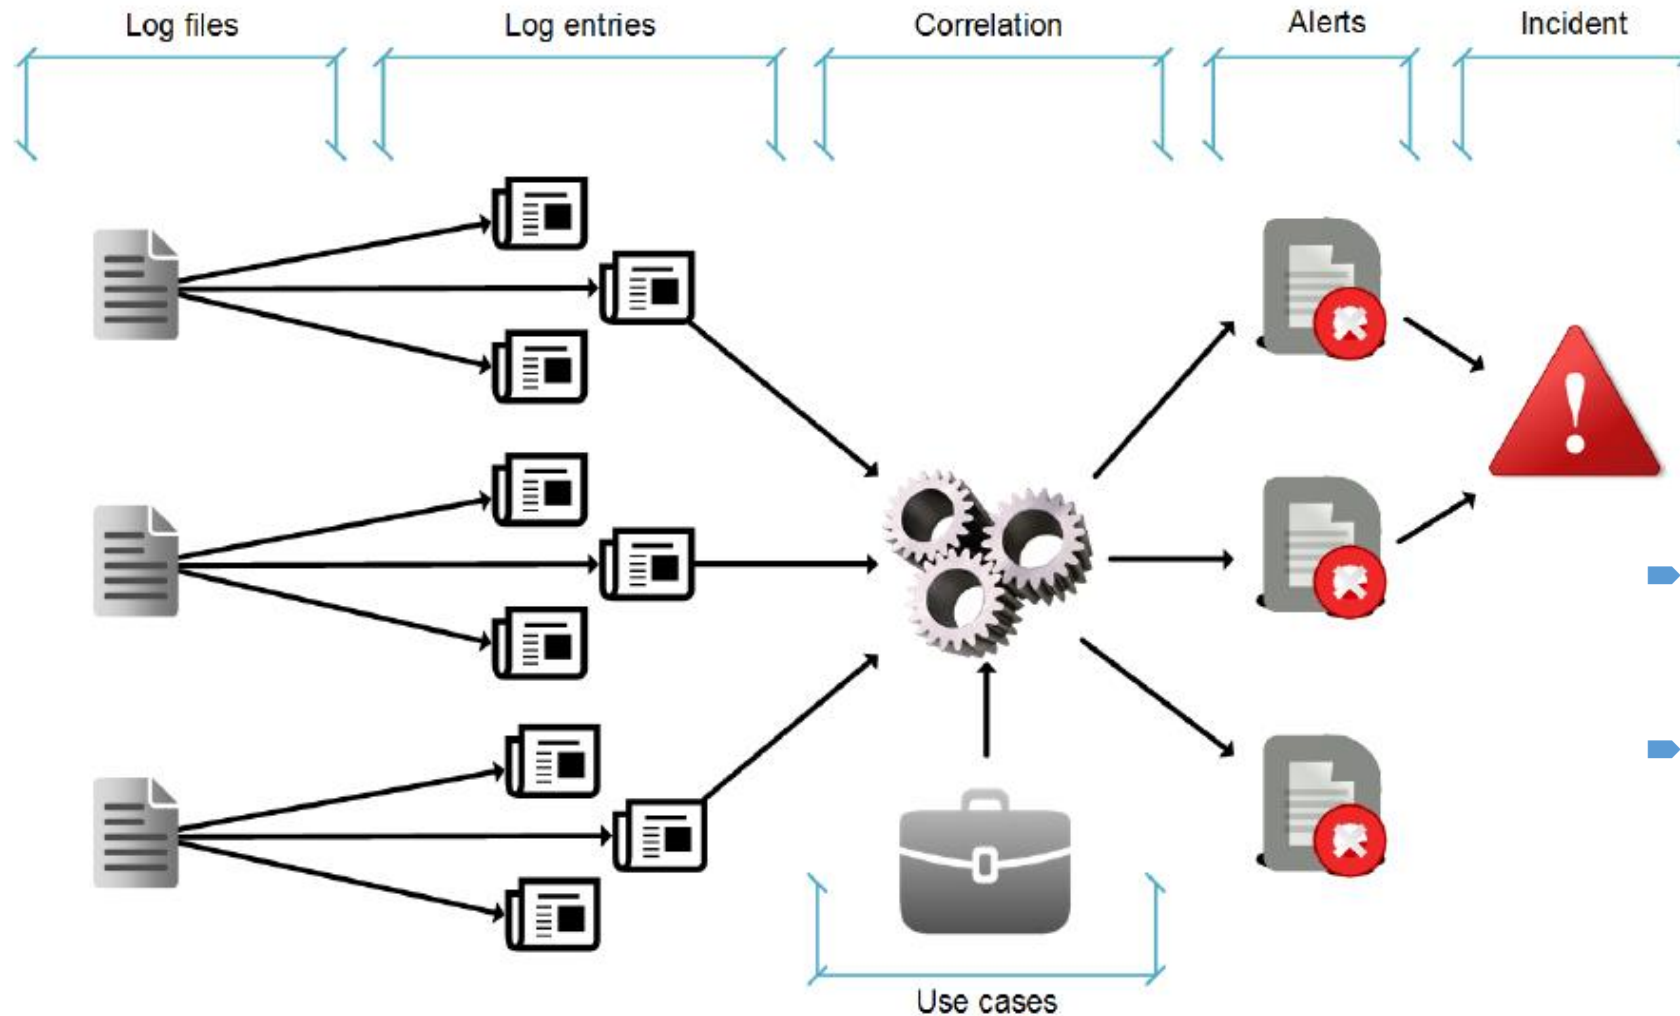 Log files
Log entries
Correlation
Alerts
Incident
Use cases